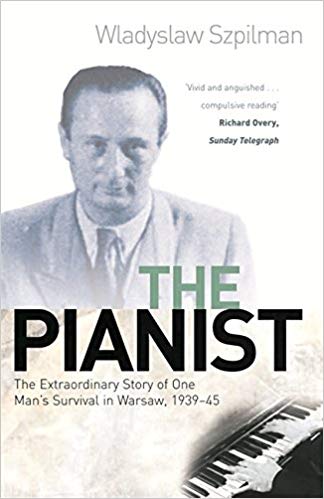 Wladyslaw Szpilman
'Vivid and anguished . . .
compulsive reading'
Richard Overy,
Sunday Telegraph
THE
PIANIST
The Extraordinary Story of One
Man's Survival in Warsaw, 1939–45